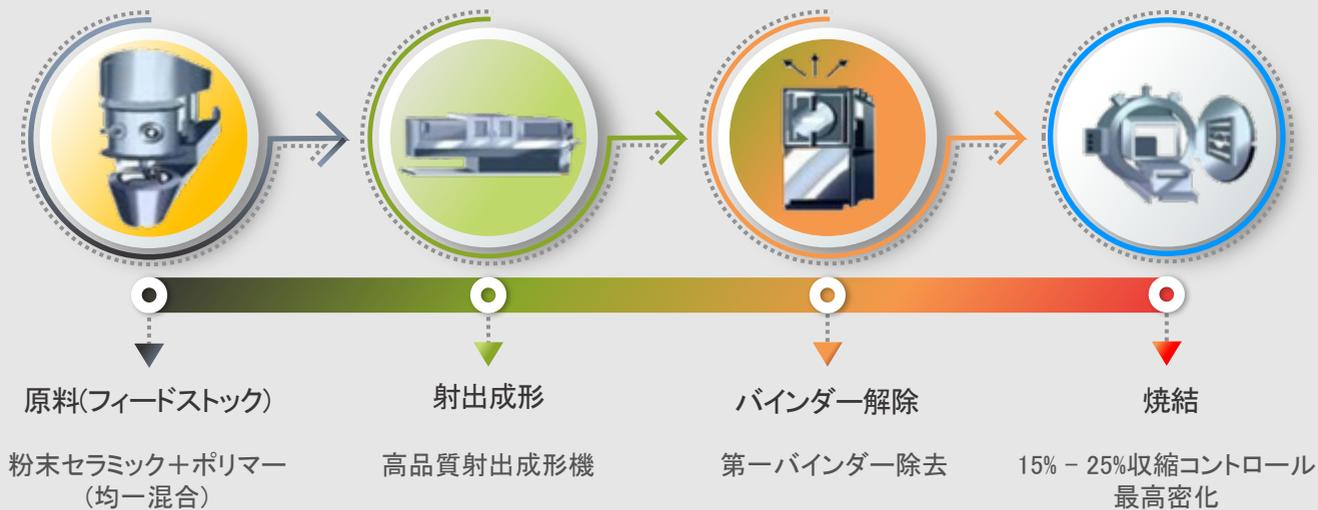 原料(フィードストック)
射出成形
バインダー解除
焼結
粉末セラミック＋ポリマー
(均一混合)
高品質射出成形機
第一バインダー除去
15% – 25%収縮コントロール
最高密化